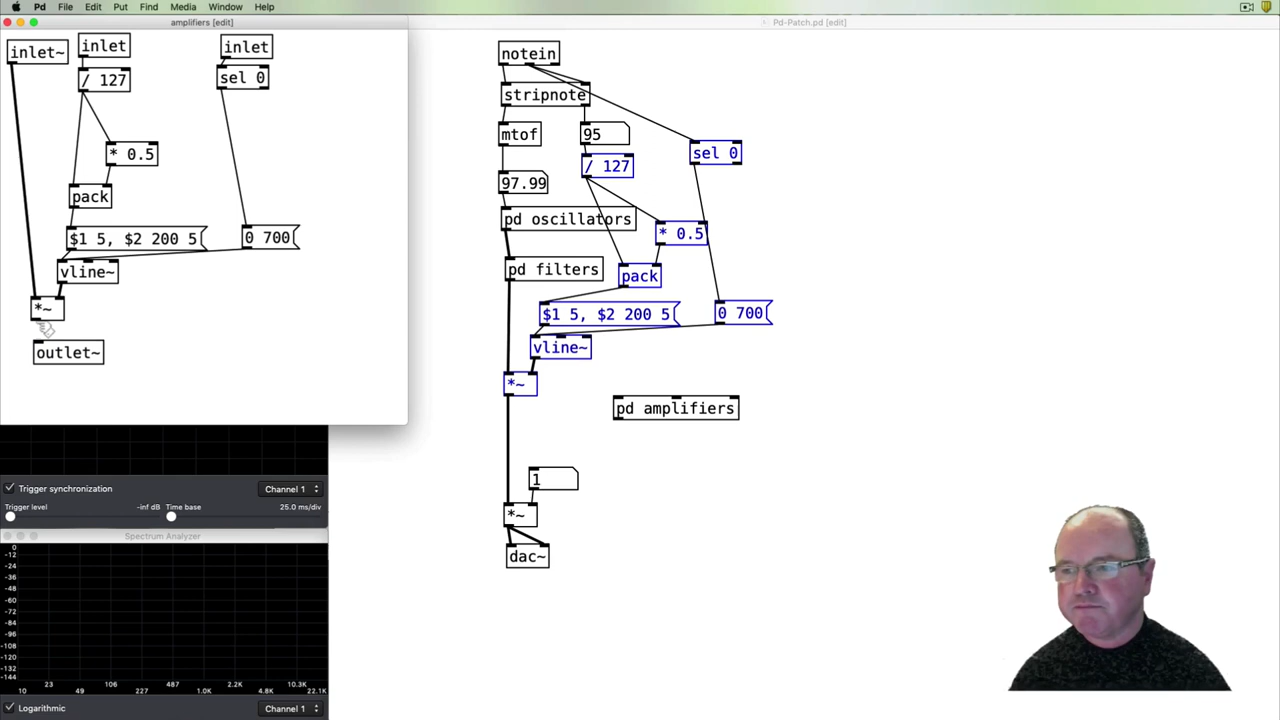 Pd File Edit Put Find Media Window Help
amplifiers [edit]
Pd-Patch.pd [edit]
inlet~
inlet
inlet
/ 127
sel 0
* 0.5
pack
$1 5, $2 200 5
0 700
vline~
*~
outlet~
notein
stripnote
mtof
95
sel 0
/ 127
97.99
pd oscillators
* 0.5
pd filters
pack
$1 5, $2 200 5
0 700
vline~
*~
pd amplifiers
1
*~
dac~
Trigger synchronization
Channel 1
Trigger level
-inf dB
Time base
25.0 ms/div
Spectrum Analyzer
0
-12
-24
-36
-48
-60
-72
-84
-96
-108
-120
-132
-144
23 106 487 2.2K 10.3K
10 49 227 1.0K 4.8K 22.1K
Logarithmic
Channel 1